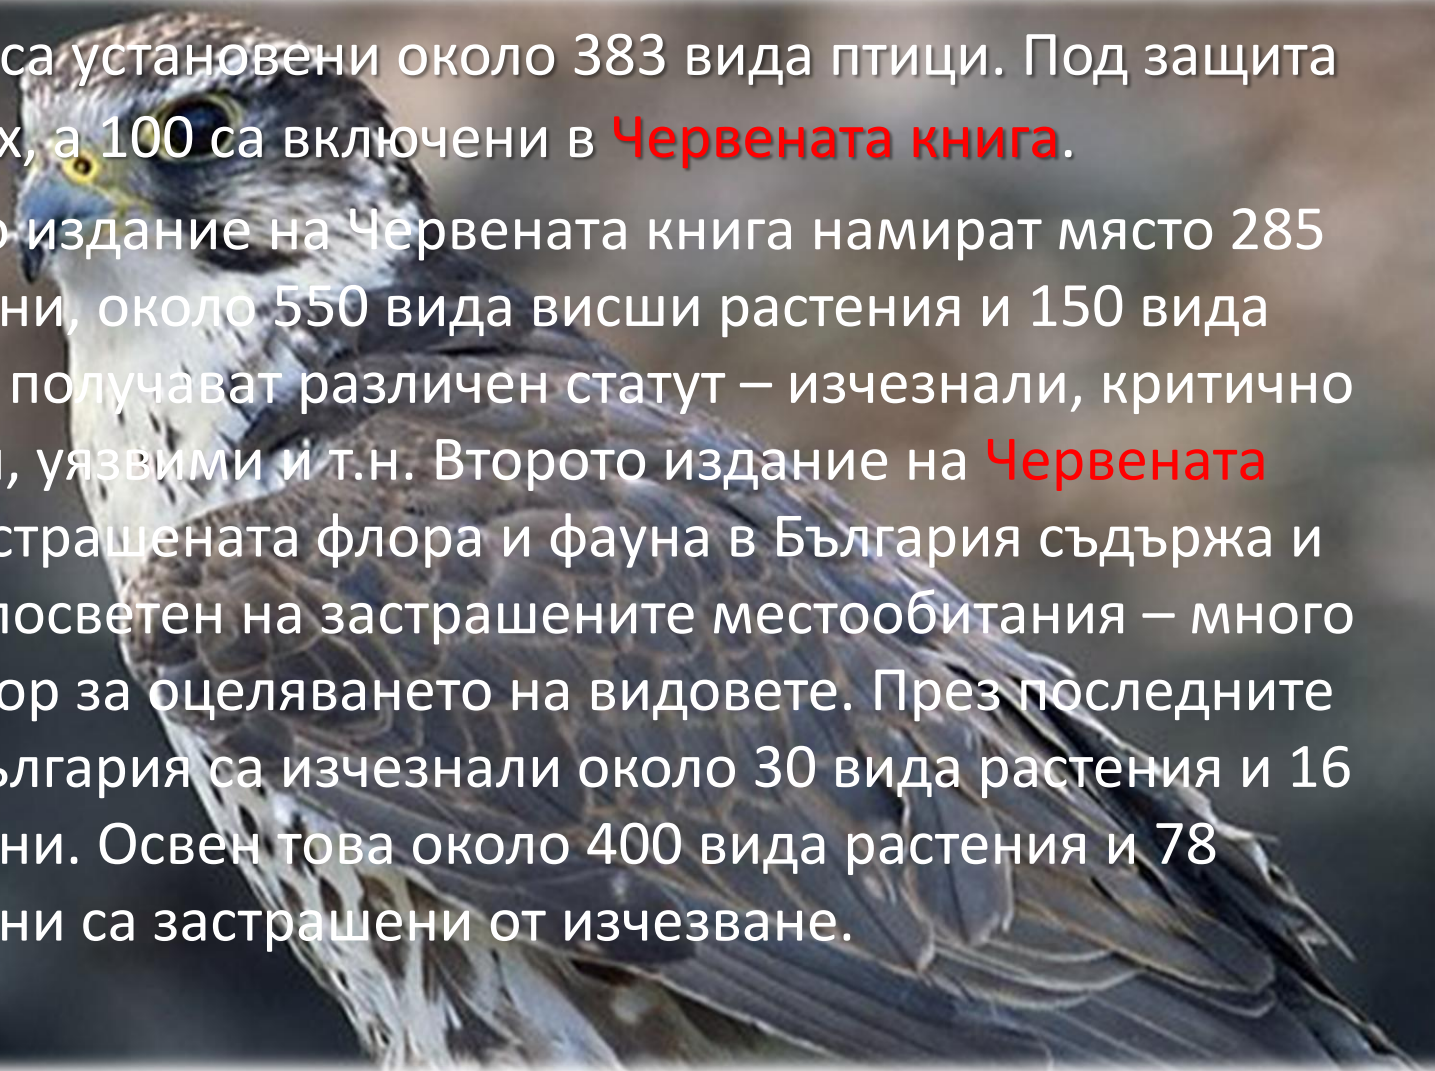 са установени около 383 вида птици. Под защита
х, а 100 са включени в Червената книга.
о издание на Червената книга намират място 285
ни, около 550 вида висши растения и 150 вида
получават различен статут – изчезнали, критично
и, уязвими и т.н. Второто издание на Червената
страшената флора и фауна в България съдържа и
посветен на застрашените местообитания – много
ор за оцеляването на видовете. През последните
ългария са изчезнали около 30 вида растения и 16
ни. Освен това около 400 вида растения и 78
ни са застрашени от изчезване.